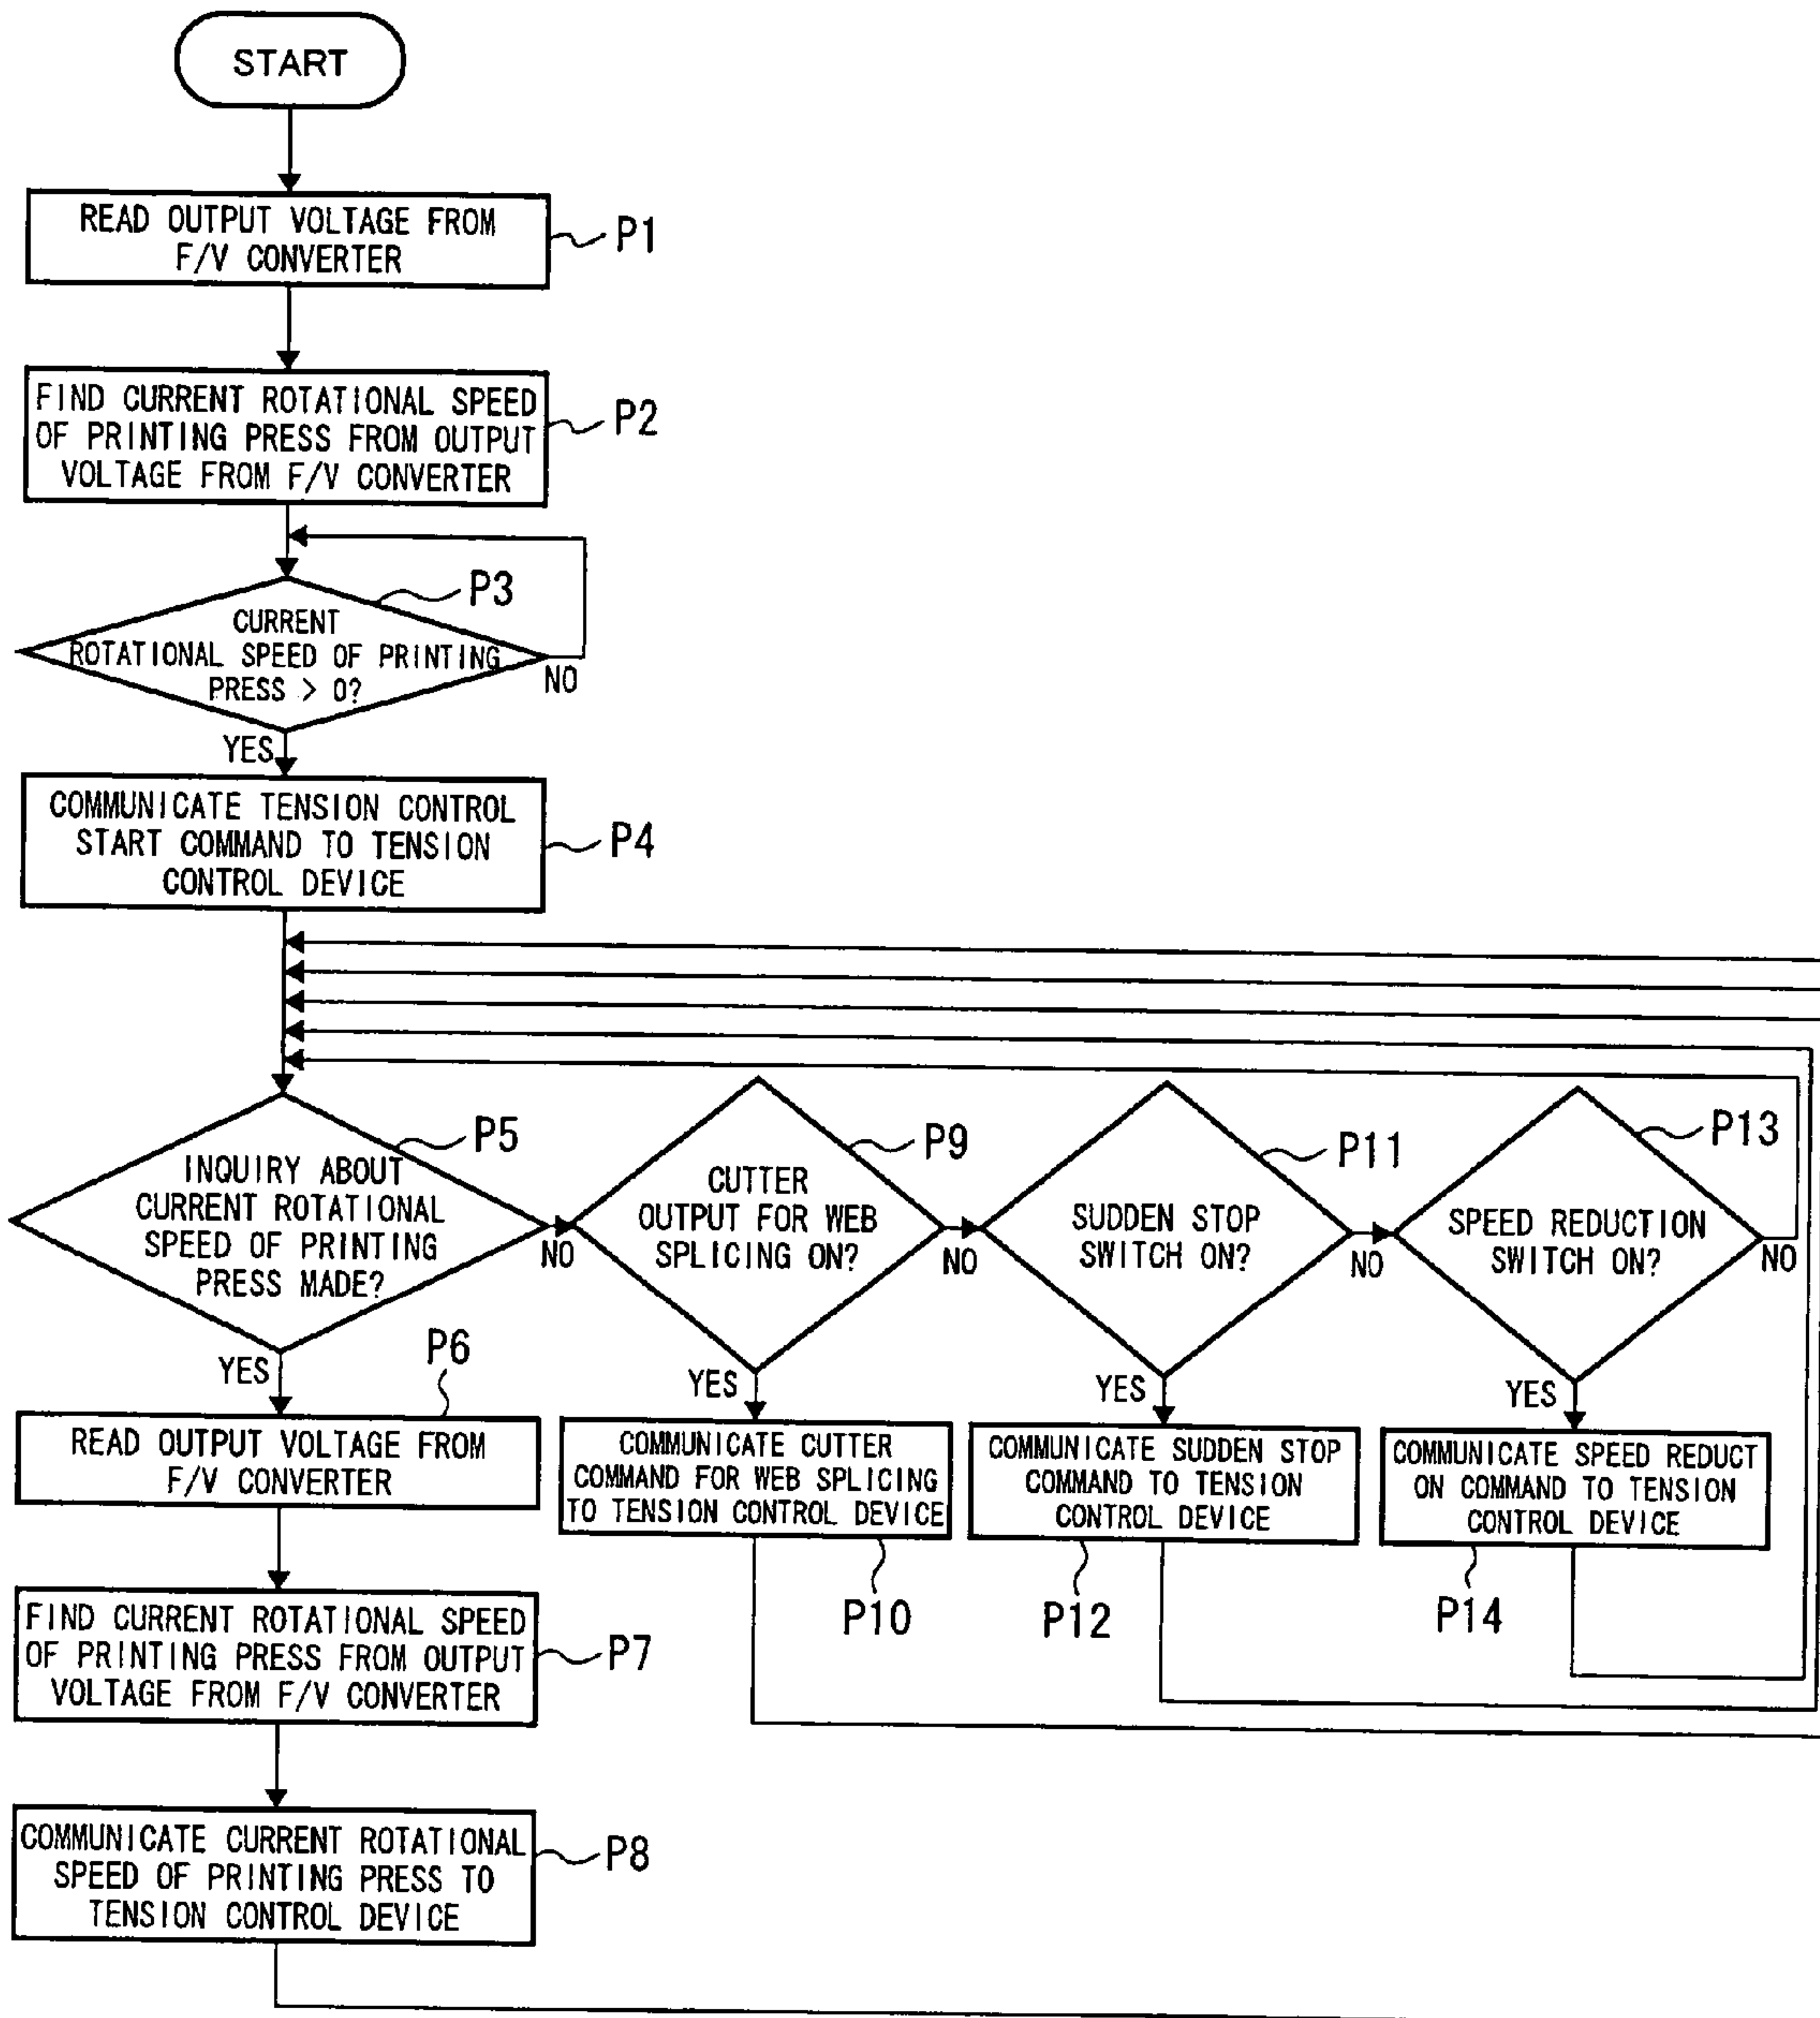 START
READ OUTPUT VOLTAGE FROM
F/V CONVERTER
P1
FIND CURRENT ROTATIONAL SPEED
OF PRINTING PRESS FROM OUTPUT
VOLTAGE FROM F/V CONVERTER
P2
P3
CURRENT
ROTATIONAL SPEED OF PRINTING
PRESS > 0?
NO
YES
COMMUNICATE TENSION CONTROL
START COMMAND TO TENSION
CONTROL DEVICE
P4
P5
INQUIRY ABOUT
CURRENT ROTATIONAL
SPEED OF PRINTING
PRESS MADE?
NO
YES
P9
CUTTER
OUTPUT FOR WEB
SPLICING ON?
NO
YES
P11
SUDDEN STOP
SWITCH ON?
NO
YES
P13
SPEED REDUCTION
SWITCH ON?
NO
YES
P6
READ OUTPUT VOLTAGE FROM
F/V CONVERTER
COMMUNICATE CUTTER
COMMAND FOR WEB SPLICING
TO TENSION CONTROL DEVICE
P10
COMMUNICATE SUDDEN STOP
COMMAND TO TENSION
CONTROL DEVICE
P12
COMMUNICATE SPEED REDUCT
ON COMMAND TO TENSION
CONTROL DEVICE
P14
FIND CURRENT ROTATIONAL SPEED
OF PRINTING PRESS FROM OUTPUT
VOLTAGE FROM F/V CONVERTER
P7
COMMUNICATE CURRENT ROTATIONAL
SPEED OF PRINTING PRESS TO
TENSION CONTROL DEVICE
P8